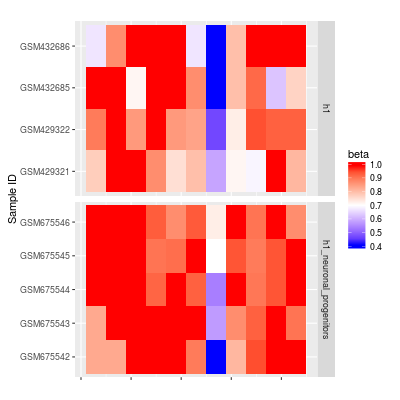 GSM432686
GSM432685
GSM429322
GSM429321
h1
GSM675546
GSM675545
GSM675544
GSM675543
GSM675542
h1_neuronal_progenitors
Sample ID
beta
1.0
0.9
0.8
0.7
0.6
0.5
0.4